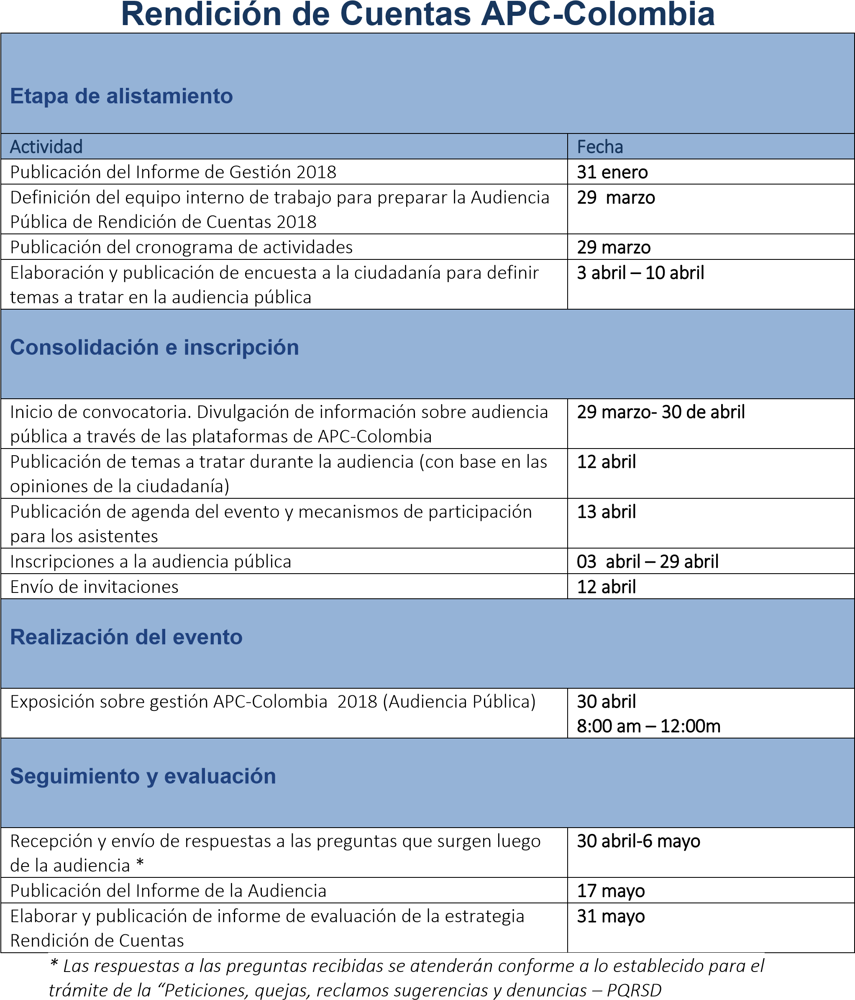 Rendición de Cuentas APC-Colombia
Etapa de alistamiento
Actividad
Fecha
Publicación del Informe de Gestión 2018
31 enero
Definición del equipo interno de trabajo para preparar la Audiencia
Pública de Rendición de Cuentas 2018
29  marzo
Publicación del cronograma de actividades
29 marzo
Elaboración y publicación de encuesta a la ciudadanía para definir
temas a tratar en la audiencia pública
3 abril – 10 abril
Consolidación e inscripción
Inicio de convocatoria. Divulgación de información sobre audiencia
pública a través de las plataformas de APC-Colombia
29 marzo- 30 de abril
Publicación de temas a tratar durante la audiencia (con base en las
opiniones de la ciudadanía)
12 abril
Publicación de agenda del evento y mecanismos de participación
para los asistentes
13 abril
Inscripciones a la audiencia pública
03  abril – 29 abril
Envío de invitaciones
12 abril
Realización del evento
Exposición sobre gestión APC-Colombia  2018 (Audiencia Pública)
30 abril
8:00 am – 12:00m
Seguimiento y evaluación
Recepción y envío de respuestas a las preguntas que surgen luego
de la audiencia *
30 abril-6 mayo
Publicación del Informe de la Audiencia
17 mayo
Elaborar y publicación de informe de evaluación de la estrategia
Rendición de Cuentas
31 mayo
* Las respuestas a las preguntas recibidas se atenderán conforme a lo establecido para el
trámite de la “Peticiones, quejas, reclamos sugerencias y denuncias – PQRSD